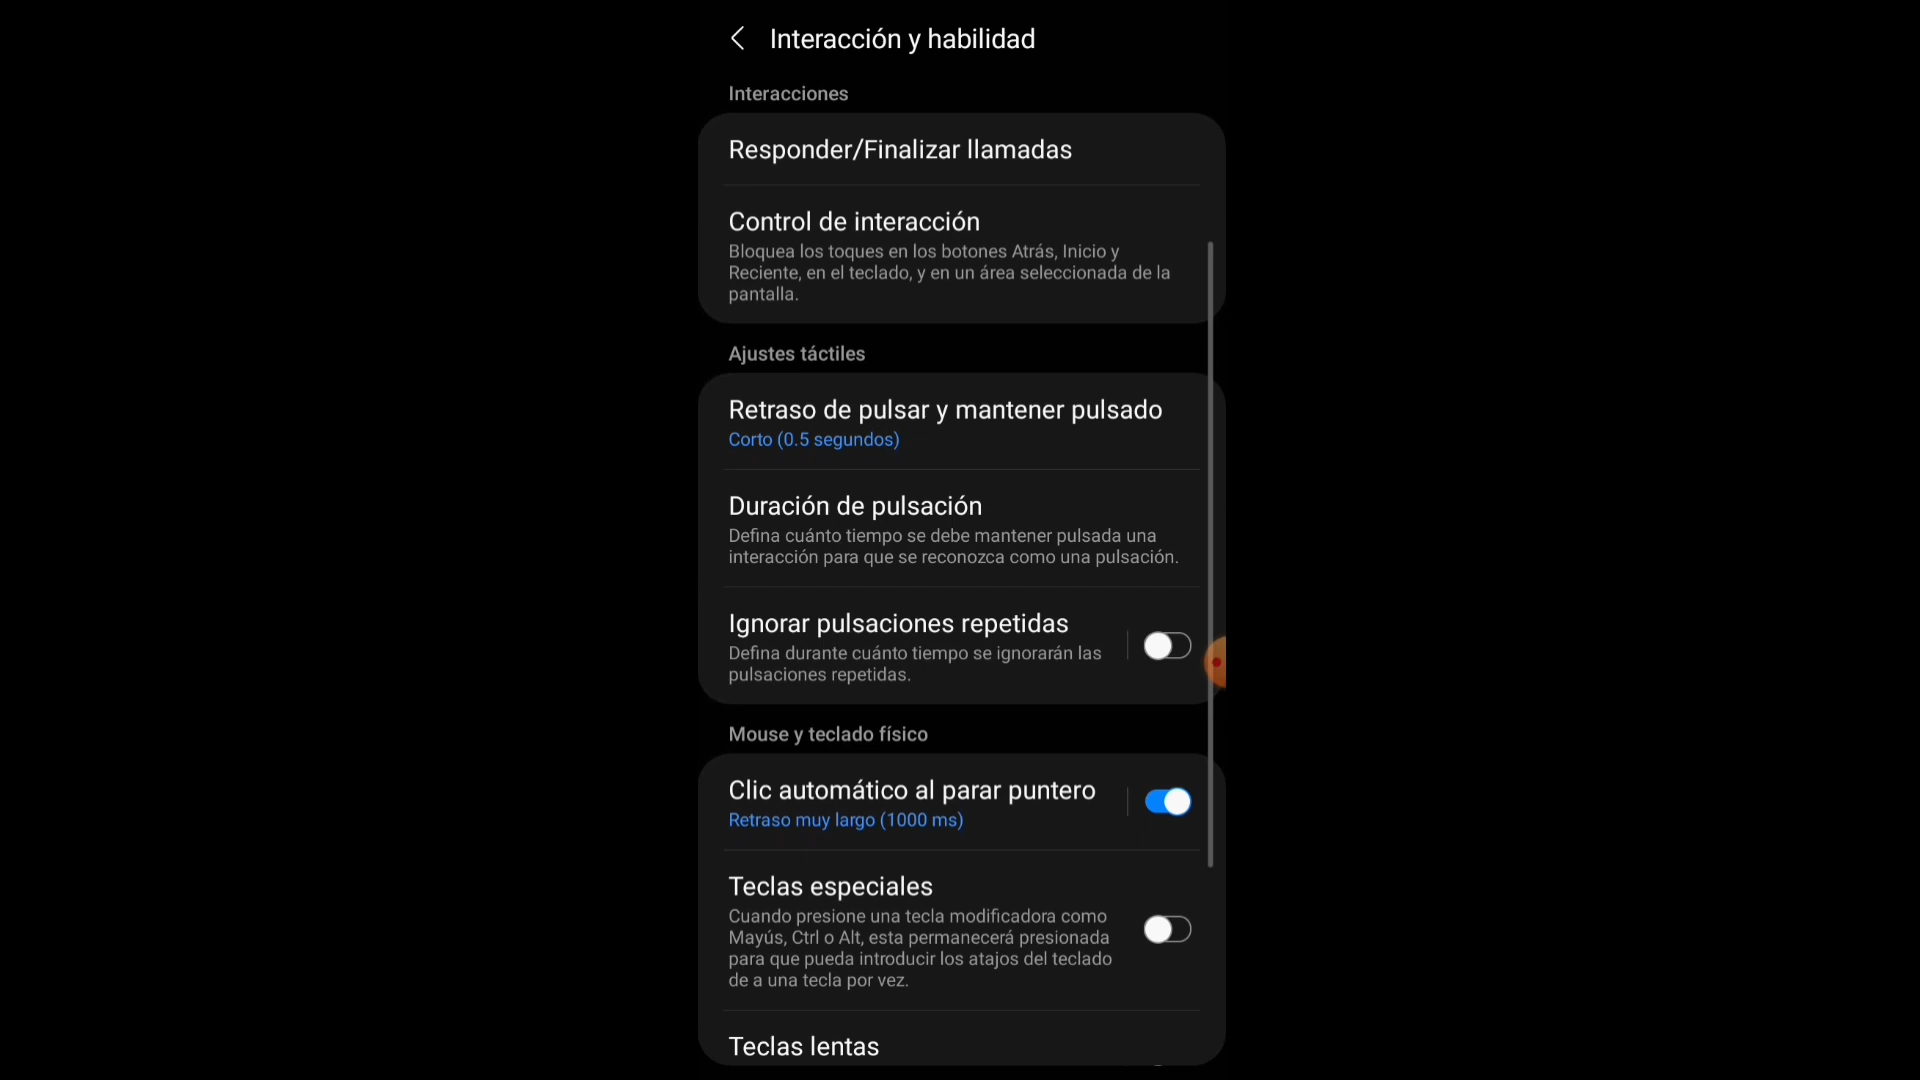 Interacción y habilidad
Interacciones
Responder/Finalizar llamadas
Control de interacción
Bloquea los toques en los botones Atrás, Inicio y
Reciente, en el teclado, y en un área seleccionada de la
pantalla.
Ajustes táctiles
Retraso de pulsar y mantener pulsado
Corto (0.5 segundos)
Duración de pulsación
Defina cuánto tiempo se debe mantener pulsada una
interacción para que se reconozca como una pulsación.
Ignorar pulsaciones repetidas
Defina durante cuánto tiempo se ignorarán las
pulsaciones repetidas.
Mouse y teclado físico
Clic automático al parar puntero
Retraso muy largo (1000 ms)
Teclas especiales
Cuando presione una tecla modificadora como
Mayús, Ctrl o Alt, esta permanecerá presionada
para que pueda introducir los atajos del teclado
de a una tecla por vez.
Teclas lentas